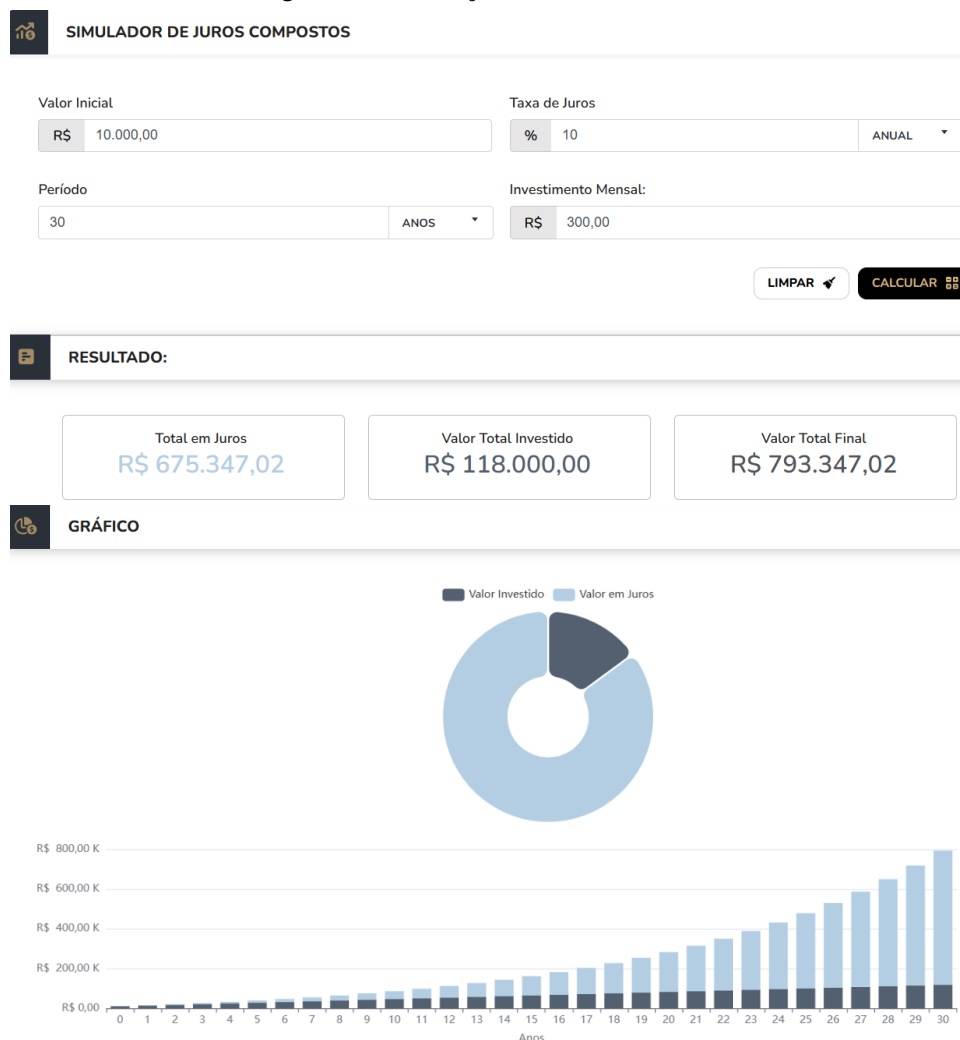 SIMULADOR DE JUROS COMPOSTOS
Valor Inicial
R$ 10.000,00
Taxa de Juros
% 10 ANUAL
Período
30 ANOS
Investimento Mensal:
R$ 300,00
LIMPAR
CALCULAR
RESULTADO:
Total em Juros
R$ 675.347,02
Valor Total Investido
R$ 118.000,00
Valor Total Final
R$ 793.347,02
GRÁFICO
Valor Investido Valor em Juros
R$ 800,00 K
R$ 600,00 K
R$ 400,00 K
R$ 200,00 K
R$ 0,00
0 1 2 3 4 5 6 7 8 9 10 11 12 13 14 15 16 17 18 19 20 21 22 23 24 25 26 27 28 29 30
Anos